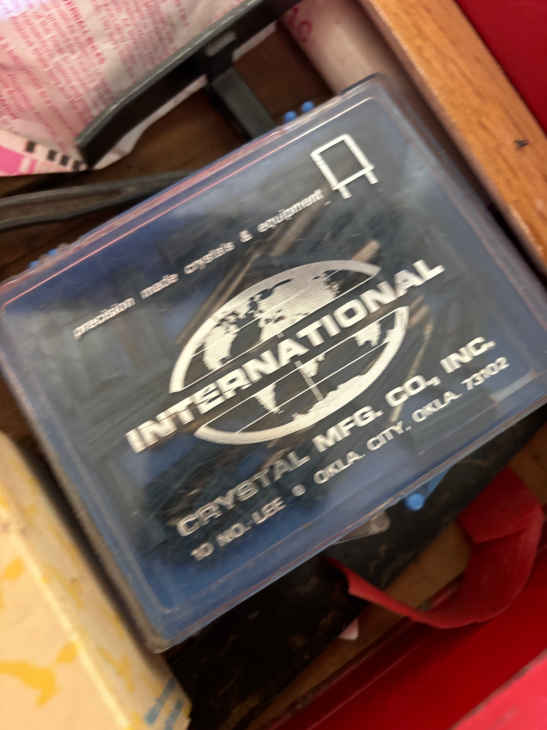 precision made crystals & equipment
INTERNATIONAL
CRYSTAL MFG. CO., INC.
10 NO. LEE • OKLA. CITY, OKLA. 73102